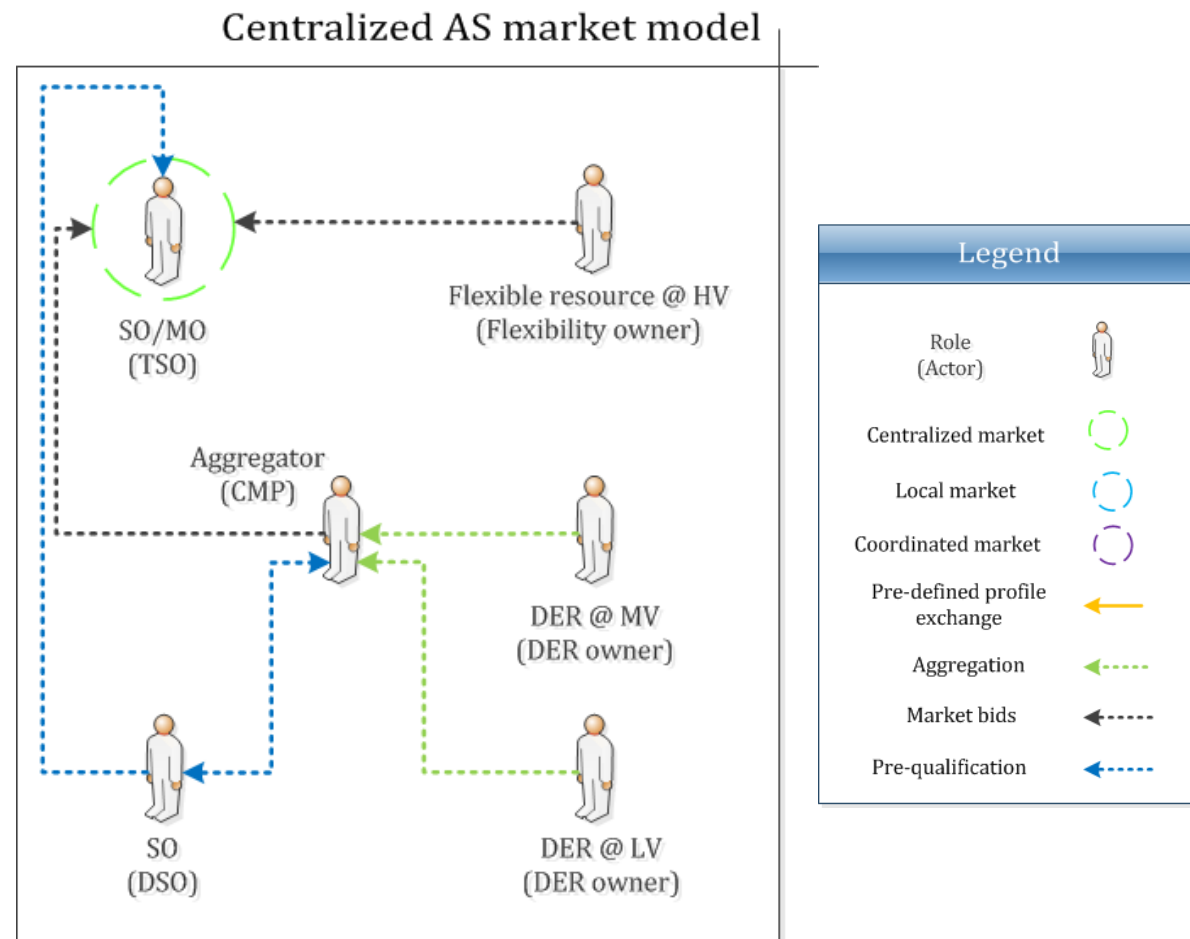 Centralized AS market model
SO/MO
(TSO)
Flexible resource @ HV
(Flexibility owner)
Aggregator
(CMP)
DER @ MV
(DER owner)
SO
(DSO)
DER @ LV
(DER owner)
Legend
Role
(Actor)
Centralized market
Local market
Coordinated market
Pre-defined profile
exchange
Aggregation
Market bids
Pre-qualification